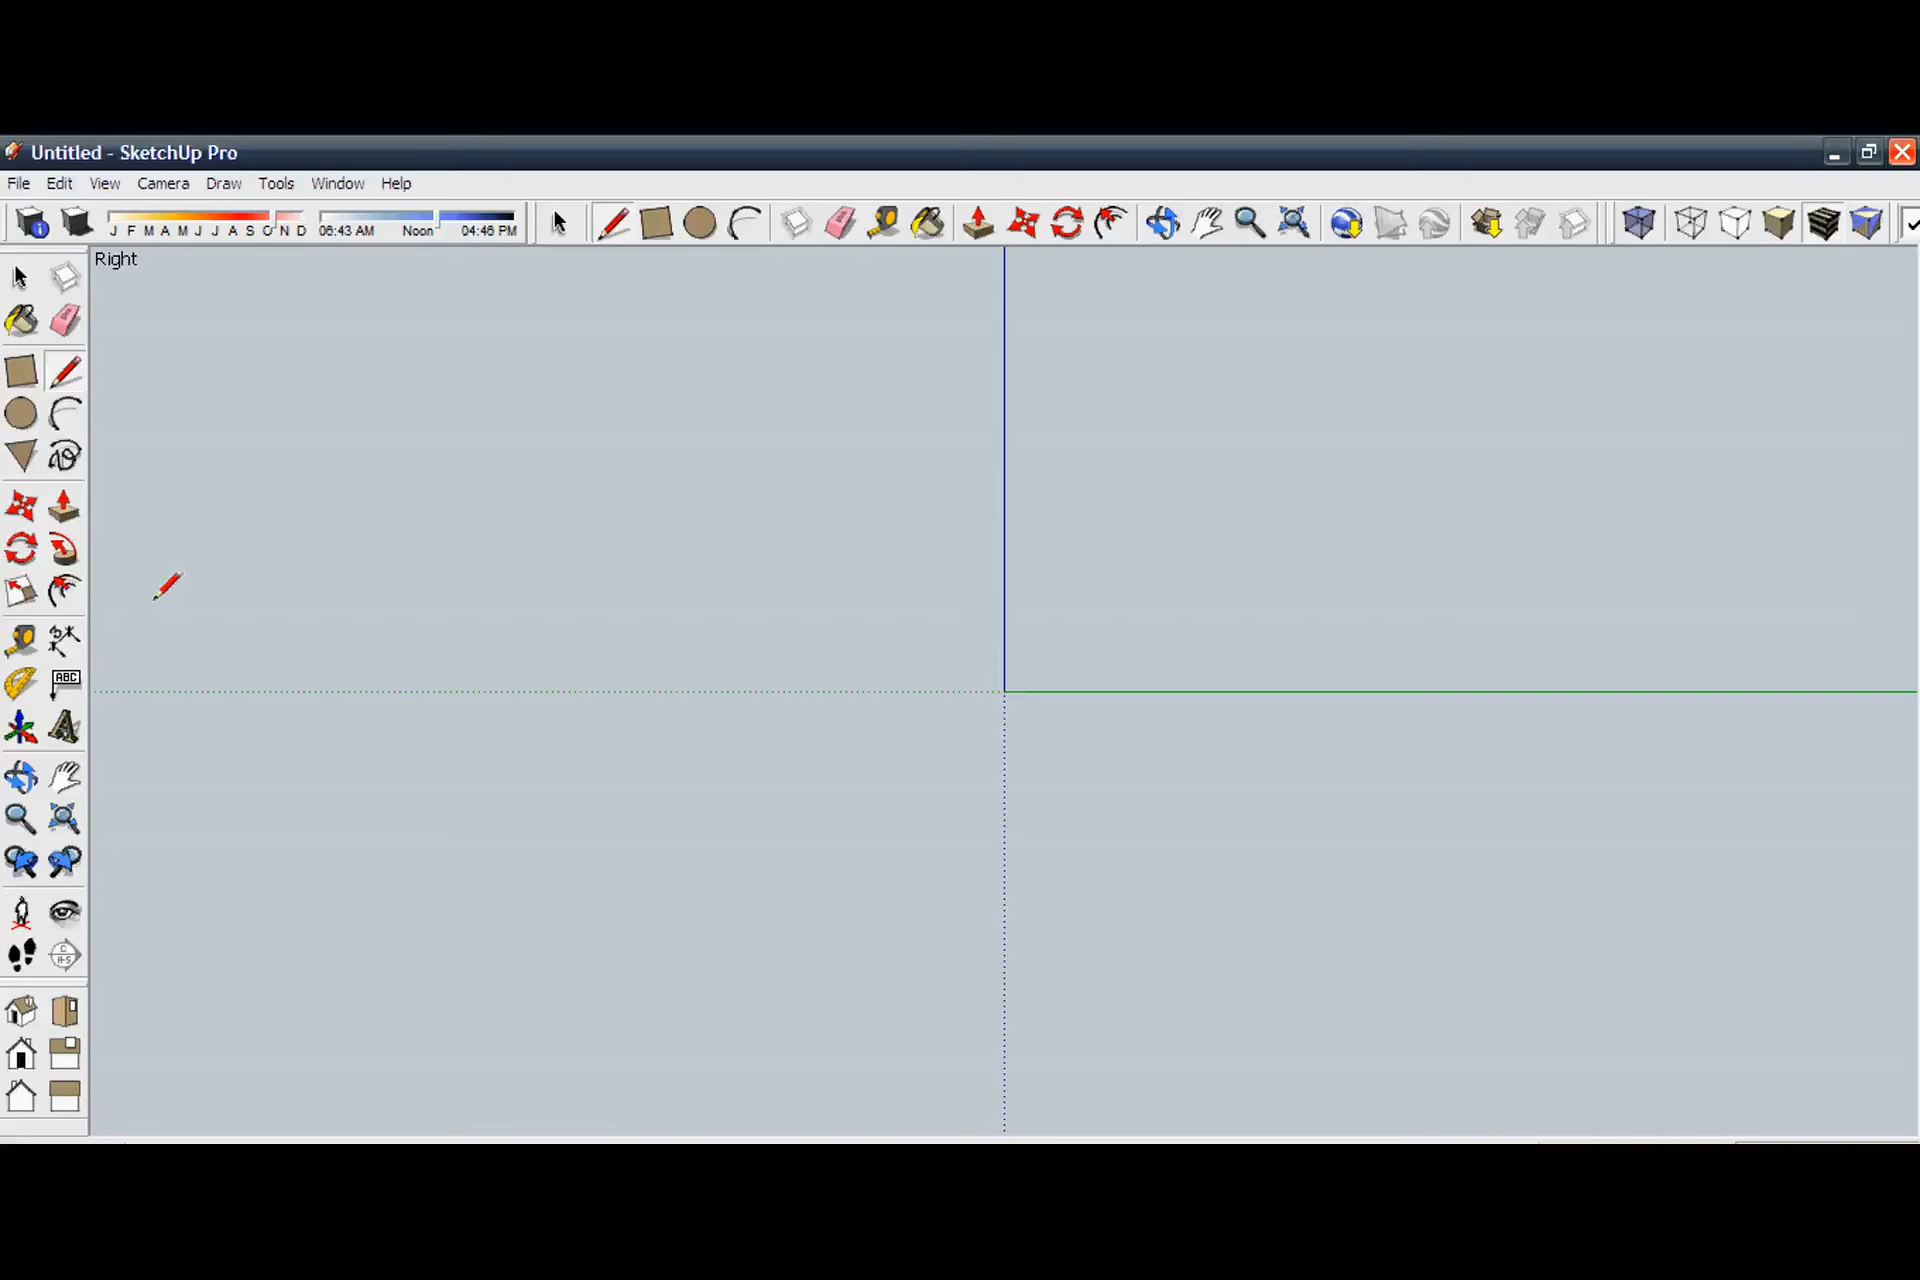 Untitled - SketchUp Pro
File Edit View Camera Draw Tools Window Help
J F M A M J J A S O N D 06:43 AM Noon 04:46 PM
Right
ABC
C
A-5